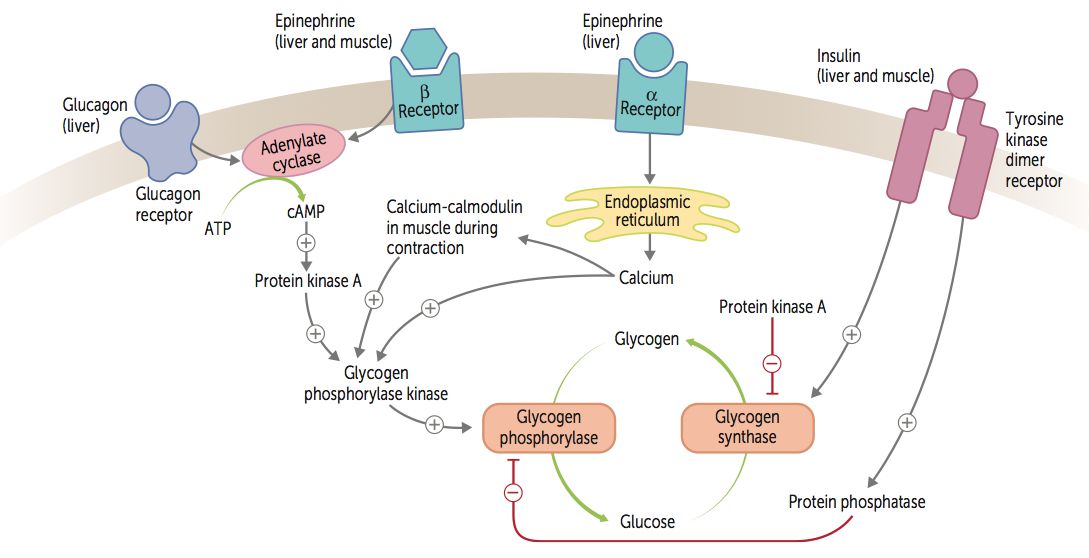 Epinephrine
(liver and muscle)
Epinephrine
(liver)
Insulin
(liver and muscle)
Glucagon
(liver)
β
Receptor
α
Receptor
Tyrosine
kinase
dimer
receptor
Adenylate
cyclase
Glucagon
receptor
ATP
cAMP
Calcium-calmodulin
in muscle during
contraction
Endoplasmic
reticulum
+
Protein kinase A
Calcium
+
+
+
Protein kinase A
+
Glycogen
−
Glycogen
phosphorylase kinase
+
Glycogen
phosphorylase
Glycogen
synthase
+
−
Glucose
Protein phosphatase